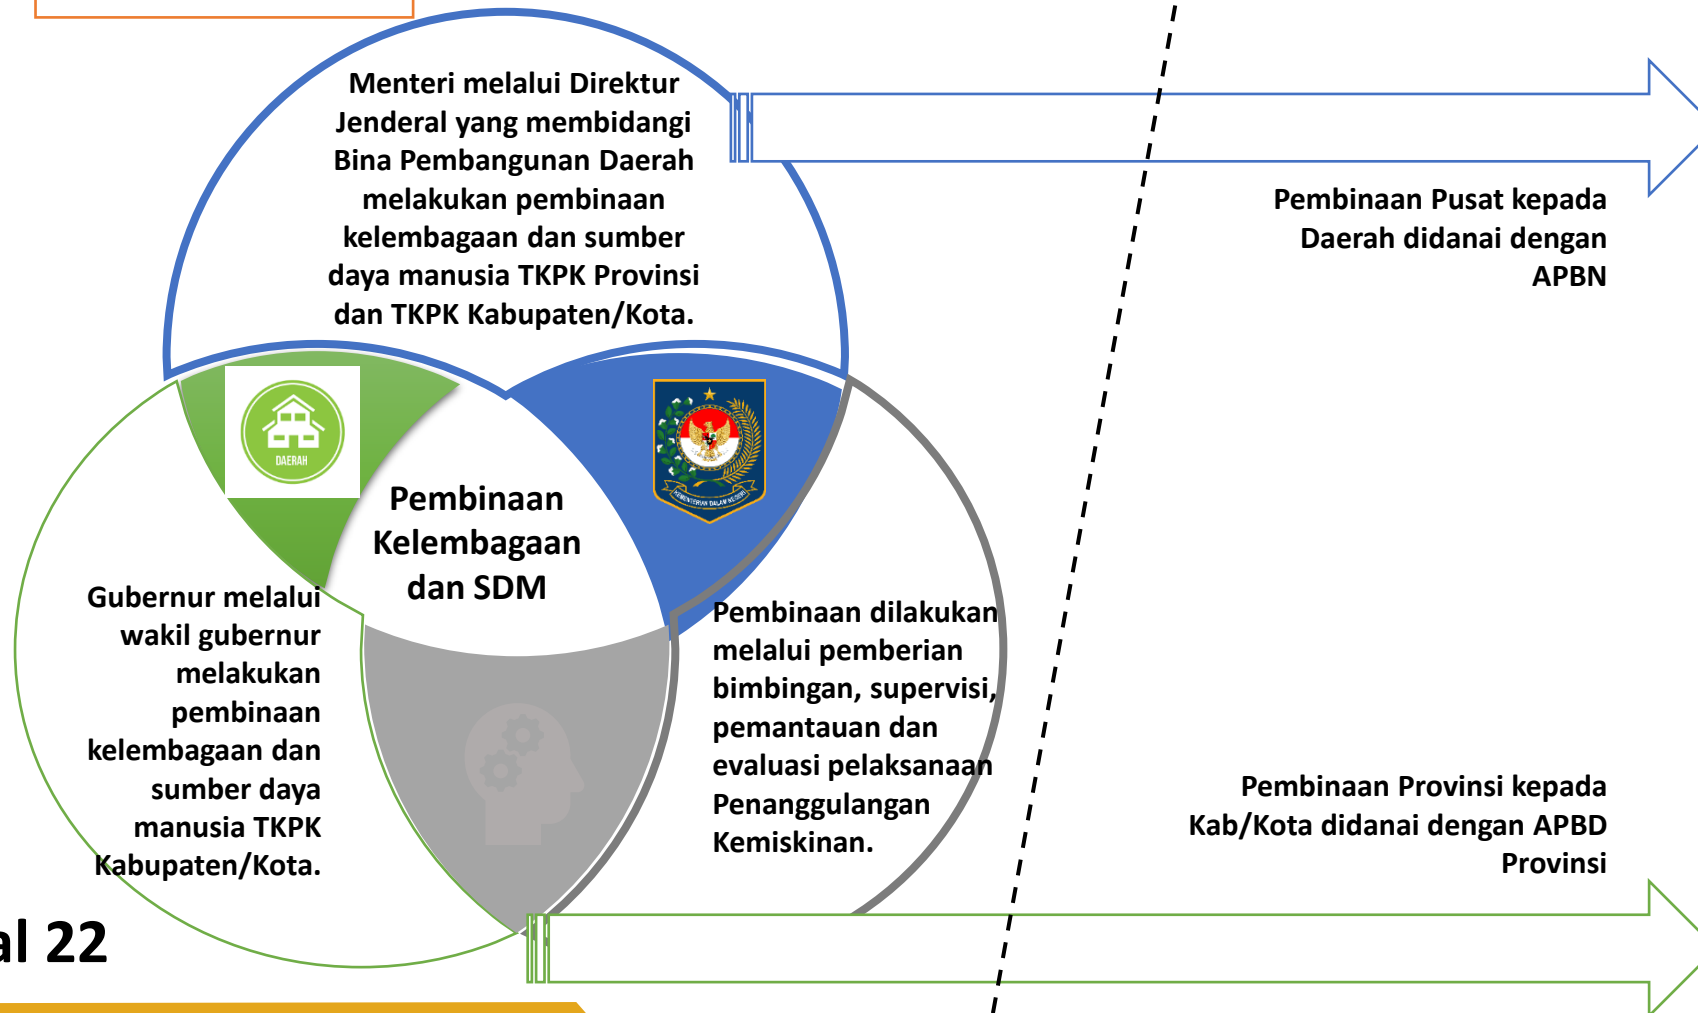 Menteri melalui Direktur
Jenderal yang membidangi
Bina Pembangunan Daerah
melakukan pembinaan
kelembagaan dan sumber
daya manusia TKPK Provinsi
dan TKPK Kabupaten/Kota.
Pembinaan Pusat kepada
Daerah didanai dengan
APBN
DAERAH
KEMENTERIAN DALAM NEGERI
Pembinaan
Kelembagaan
dan SDM
Gubernur melalui
wakil gubernur
melakukan
pembinaan
kelembagaan dan
sumber daya
manusia TKPK
Kabupaten/Kota.
Pembinaan dilakukan
melalui pemberian
bimbingan, supervisi,
pemantauan dan
evaluasi pelaksanaan
Penanggulangan
Kemiskinan.
Pembinaan Provinsi kepada
Kab/Kota didanai dengan APBD
Provinsi
al 22